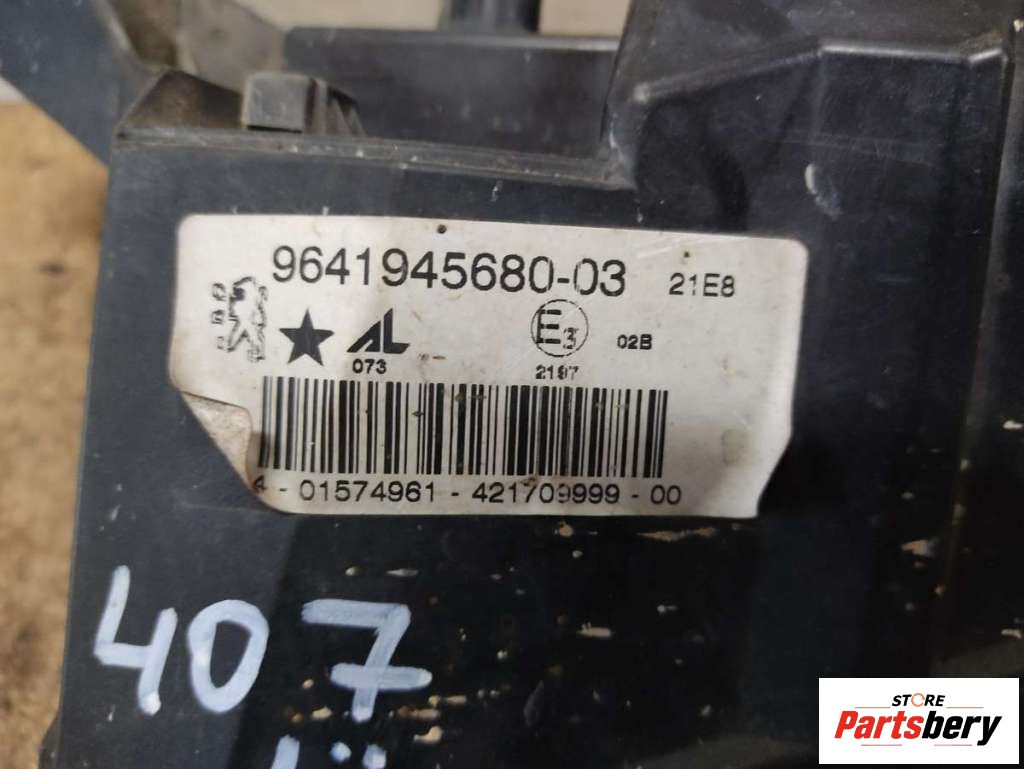 9641945680-03 21E8
AL E3 02B
073 2197
4 - 01574961 - 421709999 - 00
407
STORE
Partsbery